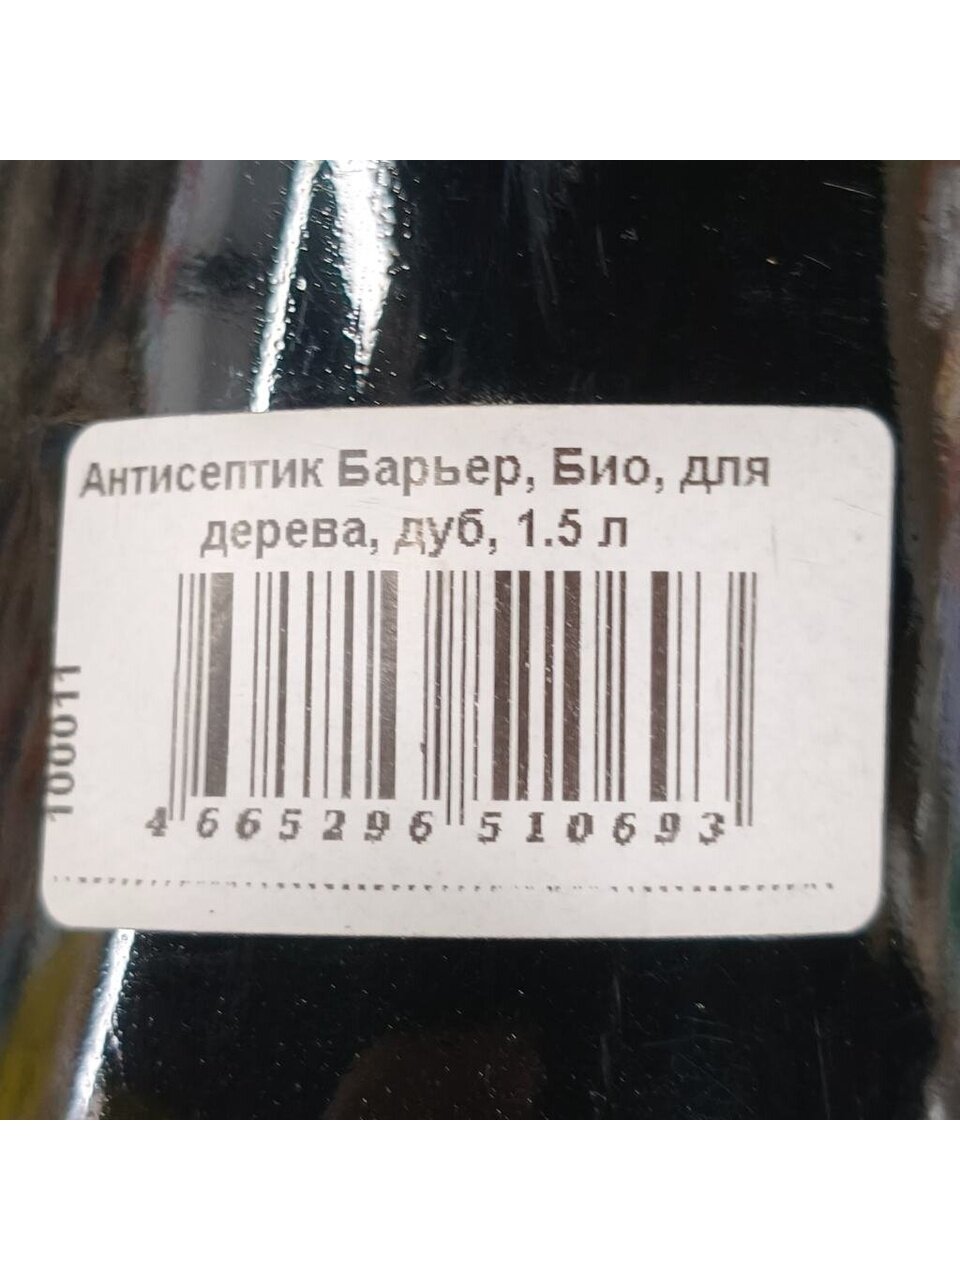 Антисептик Барьер, Био, для
дерева, дуб, 1.5 л
100011
4 665296 510693